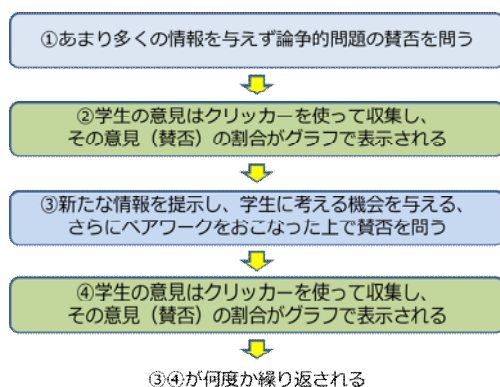 ①あまり多くの情報を与えず論争的問題の賛否を問う
②学生の意見はクリッカーを使って収集し、
その意見（賛否）の割合がグラフで表示される
③新たな情報を提示し、学生に考える機会を与える、
さらにペアワークをおこなった上で賛否を問う
④学生の意見はクリッカーを使って収集し、
その意見（賛否）の割合がグラフで表示される
③④が何度か繰り返される